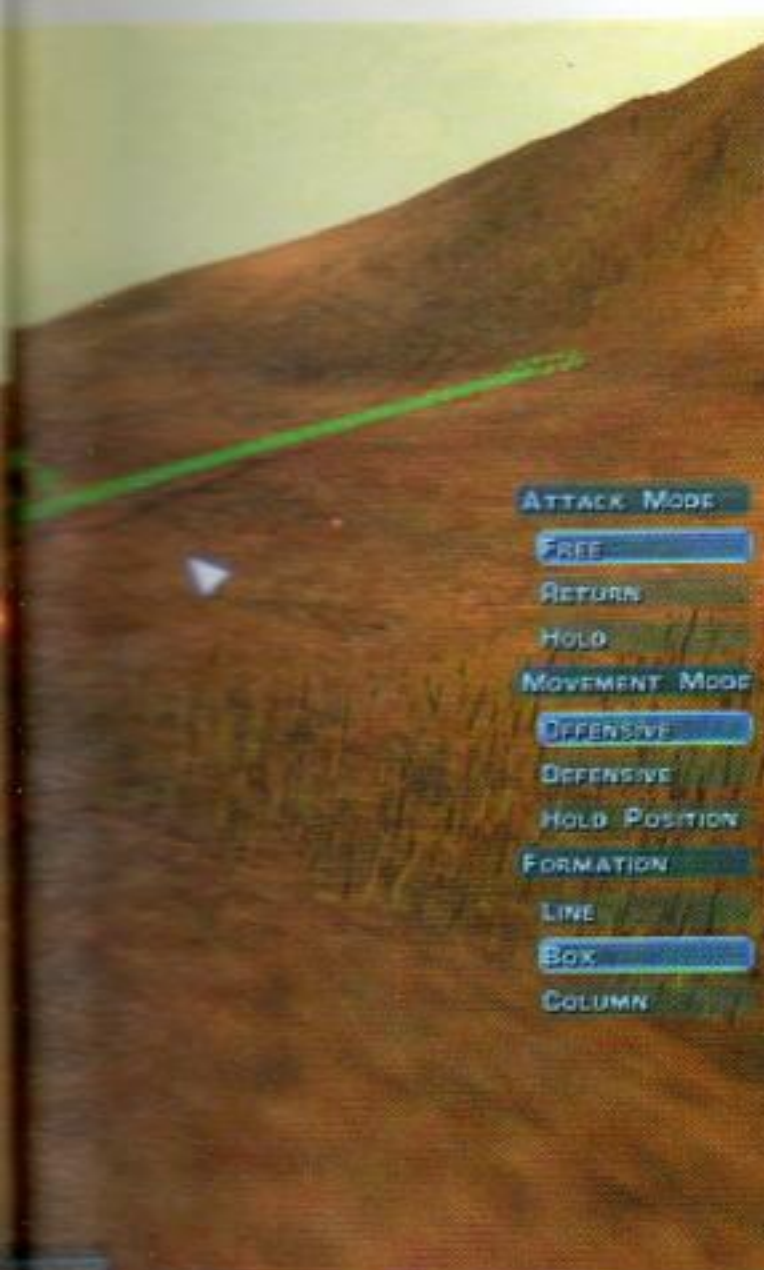 ATTACK MODE
FREE
RETURN
HOLD
MOVEMENT MODE
OFFENSIVE
DEFENSIVE
HOLD POSITION
FORMATION
LINE
BOX
COLUMN